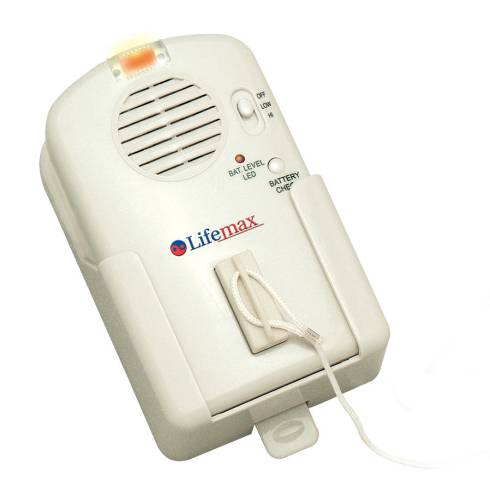 OFF
LOW
HI
BAT. LEVEL
LED
BATTERY
Lifemax